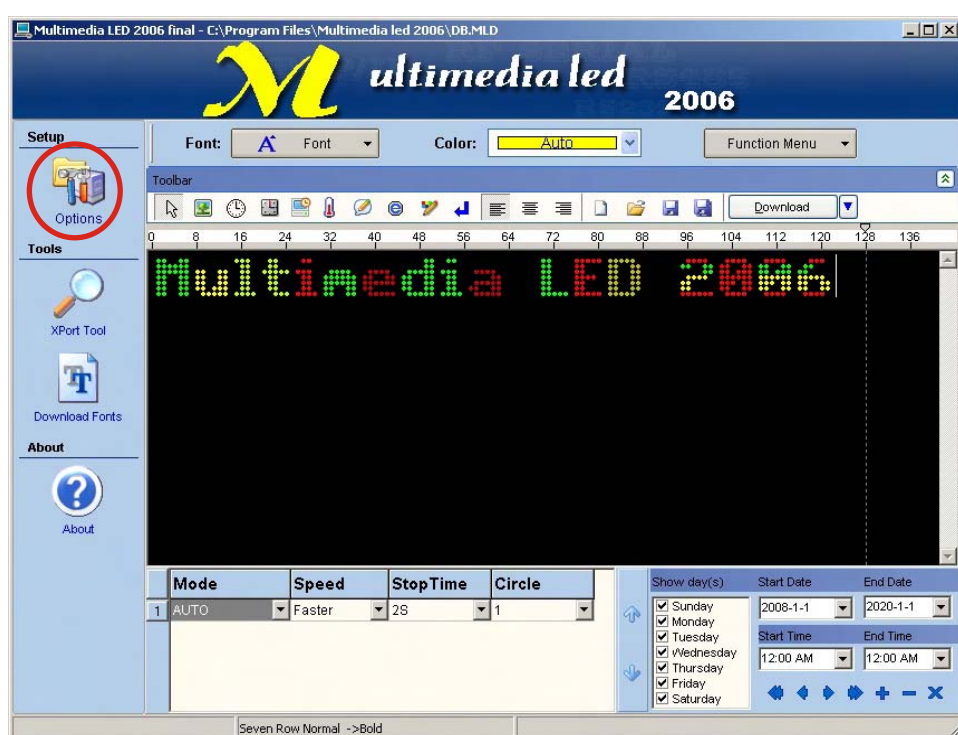 Multimedia LED 2006 final - C:\Program Files\Multimedia led 2006\DB.MLD
Multimedia led
2006
Setup
Font: A Font
Color: Auto
Function Menu
Options
Toolbar
Download
Tools
0 8 16 24 32 40 48 56 64 72 80 88 96 104 112 120 128 136
Multimedia LED 2006
XPort Tool
Download Fonts
About
About
Mode Speed StopTime Circle
1 AUTO Faster 2S 1
Show day(s)
Sunday
Monday
Tuesday
Wednesday
Thursday
Friday
Saturday
Start Date End Date
2008-1-1 2020-1-1
Start Time End Time
12:00 AM 12:00 AM
Seven Row Normal ->Bold